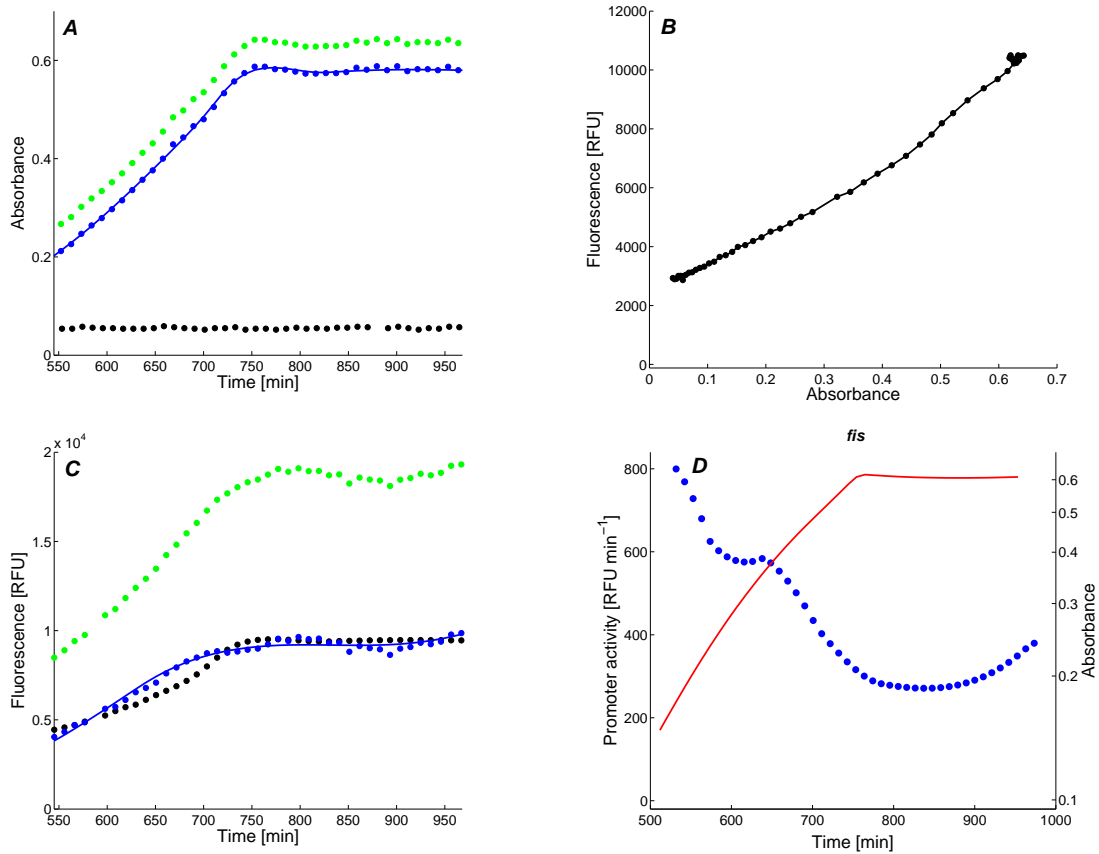 A
Absorbance
0.6
0.4
0.2
0
550 600 650 700 750 800 850 900 950
Time [min]
B
Fluorescence [RFU]
12000
10000
8000
6000
4000
2000
0
0 0.1 0.2 0.3 0.4 0.5 0.6 0.7
Absorbance
C
x 10^4
Fluorescence [RFU]
2
1.5
1
0.5
0
550 600 650 700 750 800 850 900 950
Time [min]
fis
D
Promoter activity [RFU min−1]
800
600
400
200
0
500 600 700 800 900 1000
Time [min]
0.6
0.5
0.4
0.3
0.2
0.1
Absorbance